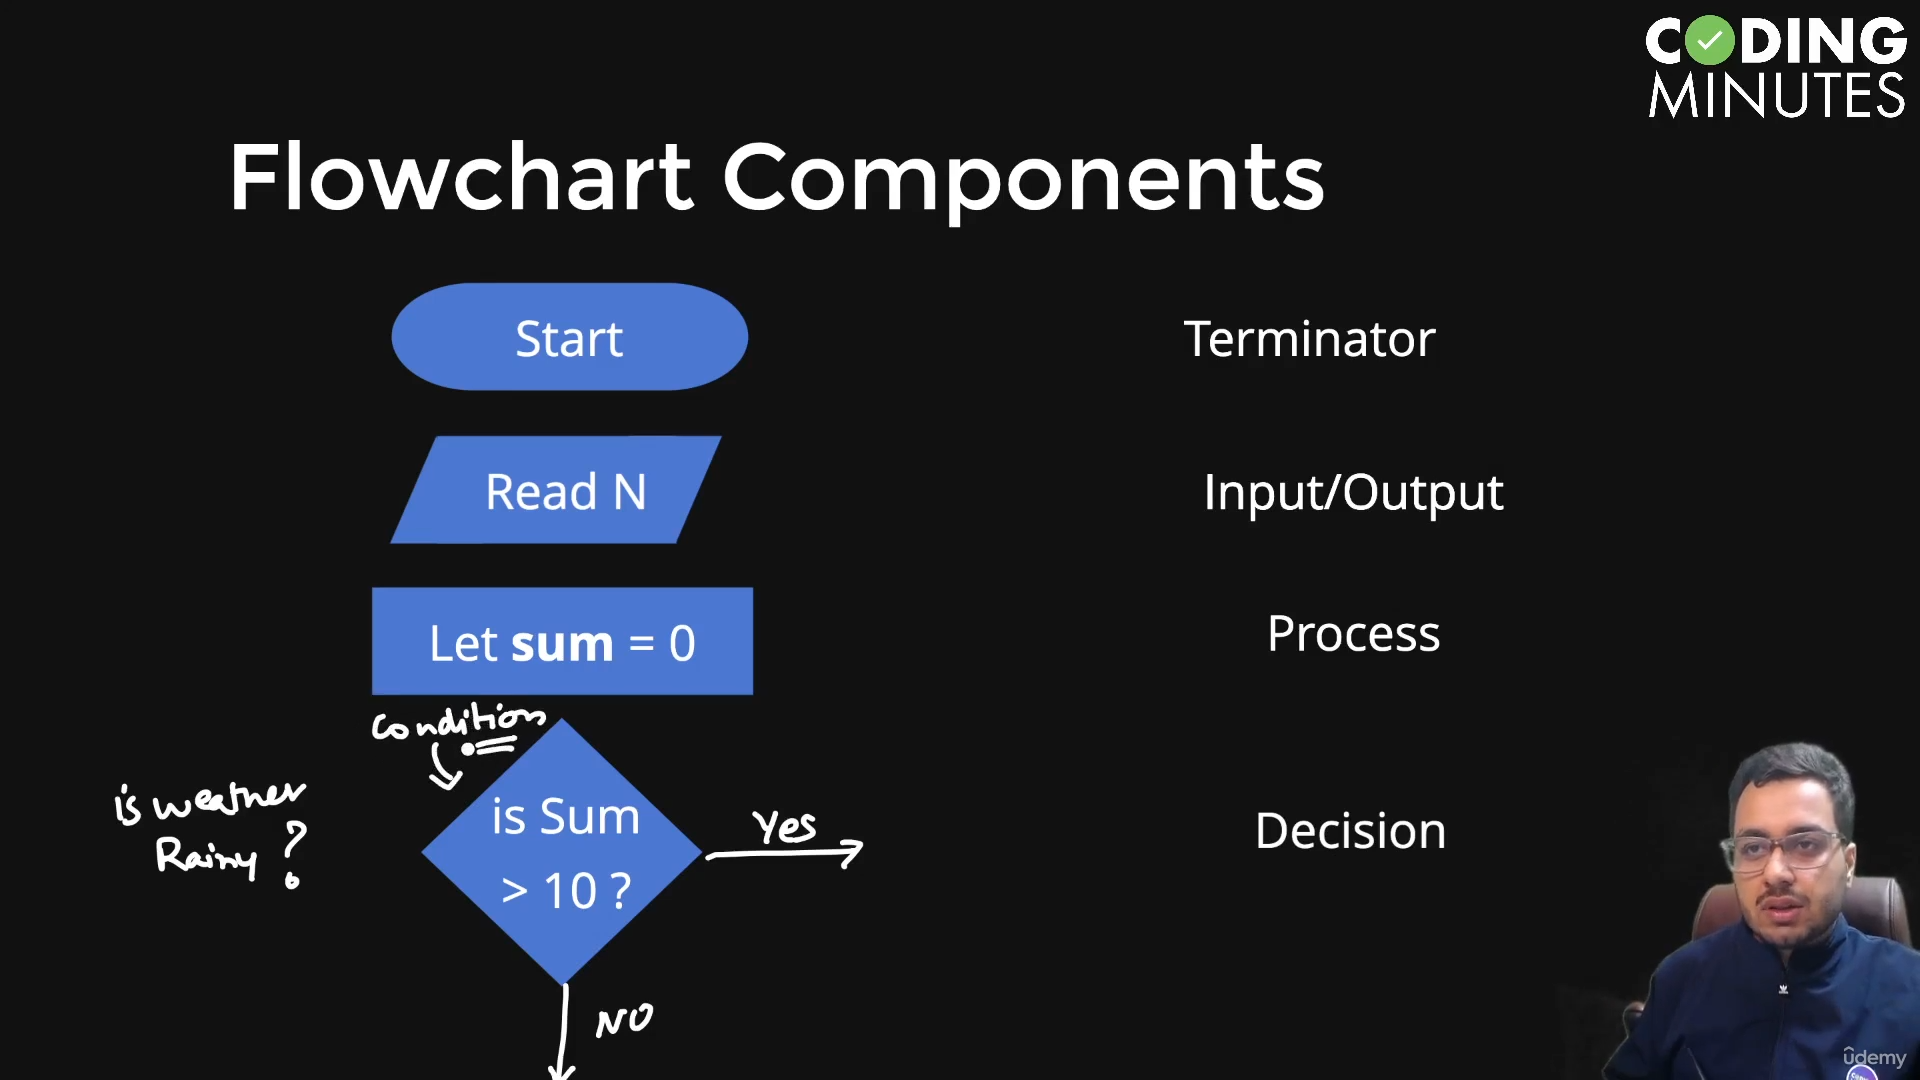 CODING
MINUTES
Flowchart Components
Start
Terminator
Read N
Input/Output
Let sum = 0
Process
Condition
is weather
Rainy ?
is Sum
> 10 ?
Yes
Decision
NO
ûdemy